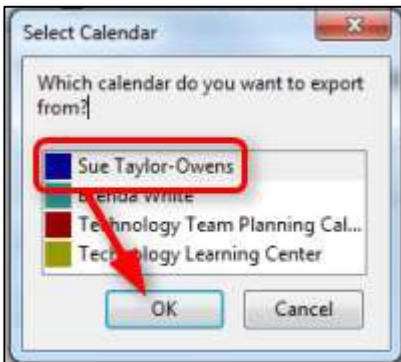 Select Calendar
Which calendar do you want to export
from?
Sue Taylor-Owens
Brenda White
Technology Team Planning Cal...
Technology Learning Center
OK
Cancel